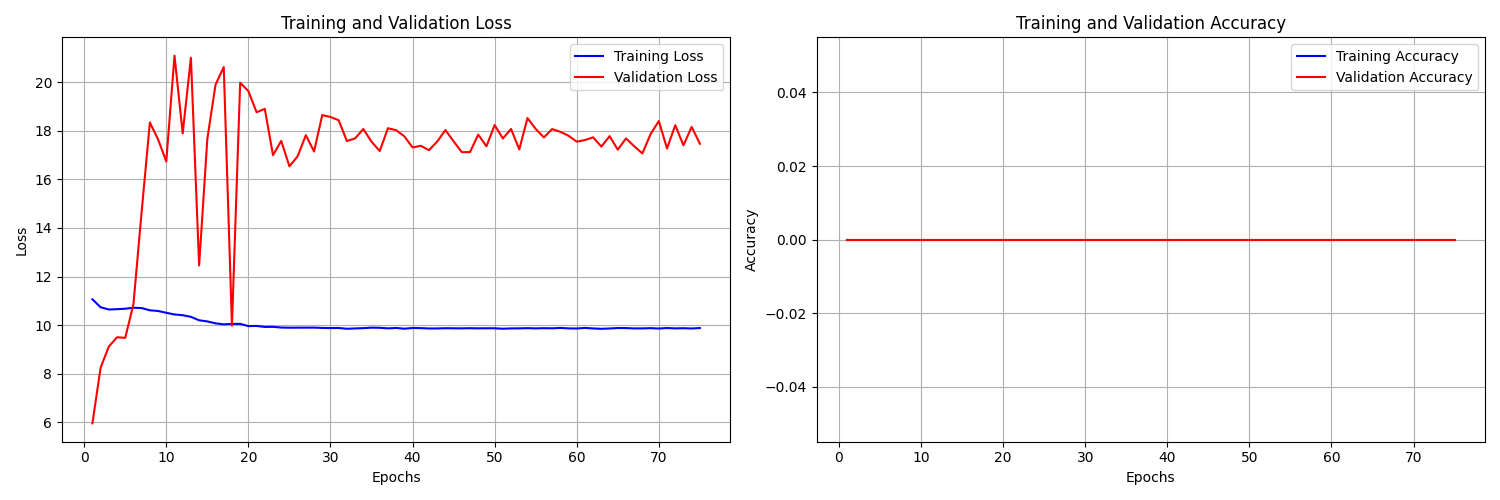 Training and Validation Loss
Training Loss
Validation Loss
Loss
20
18
16
14
12
10
8
6
0 10 20 30 40 50 60 70
Epochs
Training and Validation Accuracy
Training Accuracy
Validation Accuracy
Accuracy
0.04
0.02
0.00
−0.02
−0.04
0 10 20 30 40 50 60 70
Epochs